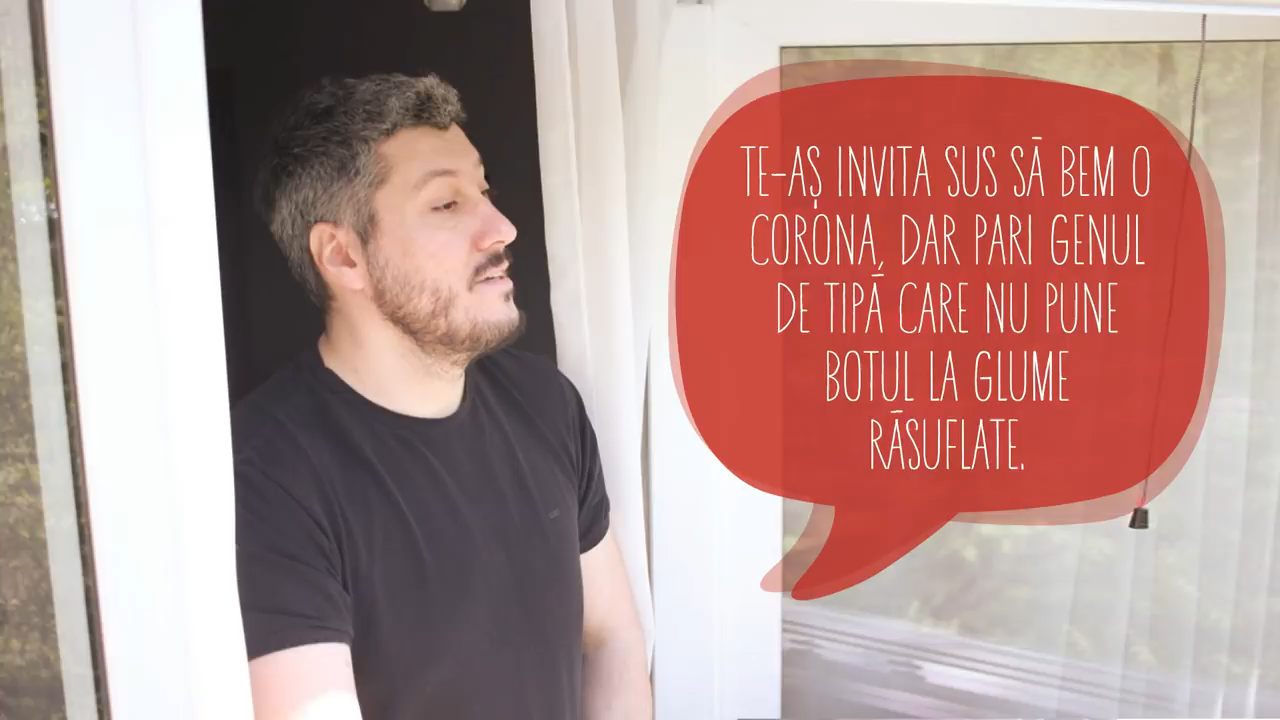 TE-AȘ INVITA SUS SĂ BEM O
CORONA, DAR PARI GENUL
DE TIPĂ CARE NU PUNE
BOTUL LA GLUME
RĂSUFLATE.